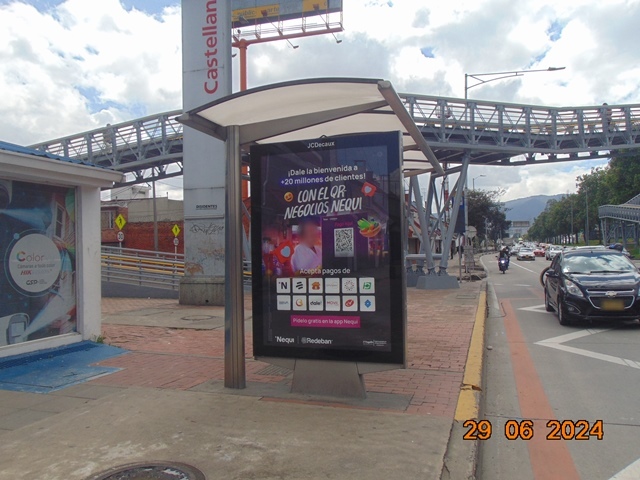 Castellan
JCDecaux
¡Dale la bienvenida a
+20 millones de clientes!
CON EL QR
NEGOCIOS NEQUI
Acepta pagos de
Pídelo gratis en la app Nequi
Nequi
Redeban
Color
29 06 2024